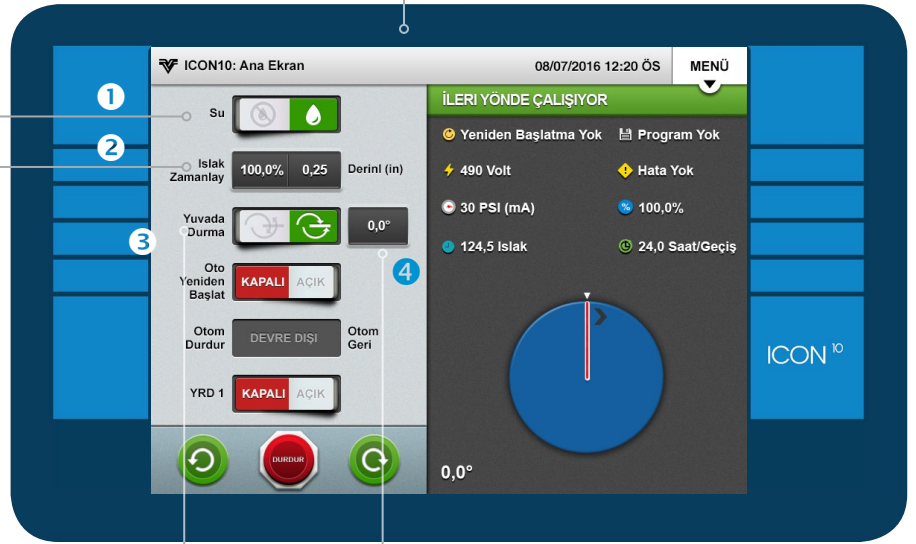 ICON10: Ana Ekran
08/07/2016 12:20 ÖS
MENÜ
1
Su
2
Islak
Zamanlay
100,0%
0,25
Derinl (in)
3
Yuvada
Durma
0,0°
4
Oto
Yeniden
Başlat
KAPALI
AÇIK
Otom
Durdur
DEVRE DIŞI
Otom
Geri
YRD 1
KAPALI
AÇIK
DURDUR
İLERI YÖNDE ÇALIŞIYOR
Yeniden Başlatma Yok
Program Yok
490 Volt
Hata Yok
30 PSI (mA)
% 100,0%
124,5 Islak
24,0 Saat/Geçiş
0,0°
ICON 10